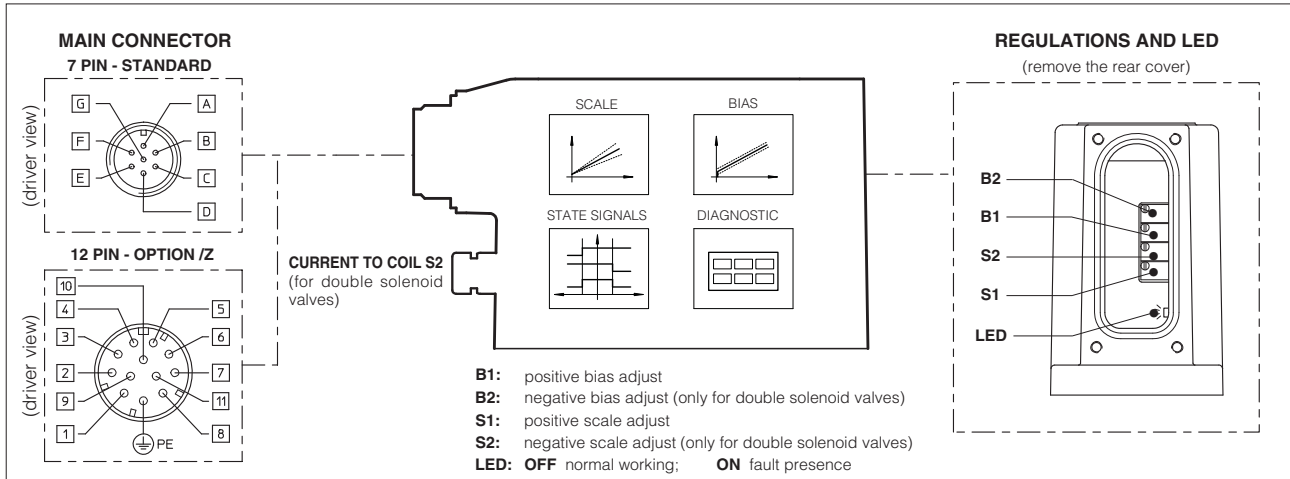 MAIN CONNECTOR
7 PIN - STANDARD
(driver view)
G
A
F
B
E
C
D
12 PIN - OPTION /Z
(driver view)
10
4
5
3
6
2
7
9
11
1
8
PE
CURRENT TO COIL S2
(for double solenoid
valves)
SCALE
BIAS
STATE SIGNALS
DIAGNOSTIC
B1: positive bias adjust
B2: negative bias adjust (only for double solenoid valves)
S1: positive scale adjust
S2: negative scale adjust (only for double solenoid valves)
LED: OFF normal working; ON fault presence
REGULATIONS AND LED
(remove the rear cover)
B2
B1
S2
S1
LED